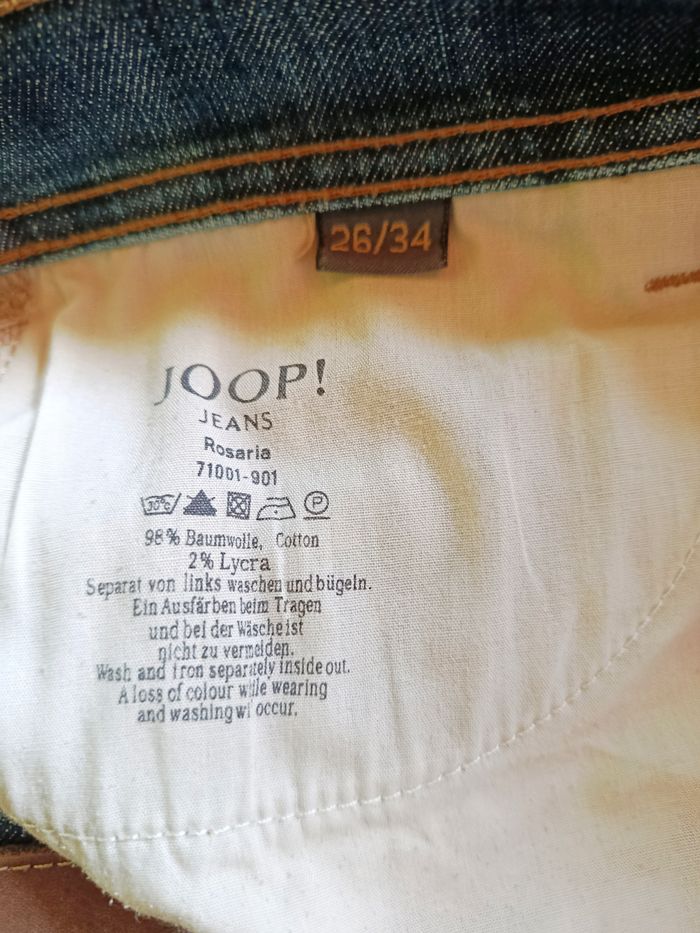 26/34
JOOP!
JEANS
Rosaria
71001-901
30°C P
98% Baumwolle, Cotton
2% Lycra
Separat von links waschen und bügeln.
Ein Ausfärben beim Tragen
und bei der Wäsche ist
nicht zu vermeiden.
Wash and iron separately inside out.
A loss of colour while wearing
and washing wi occur.